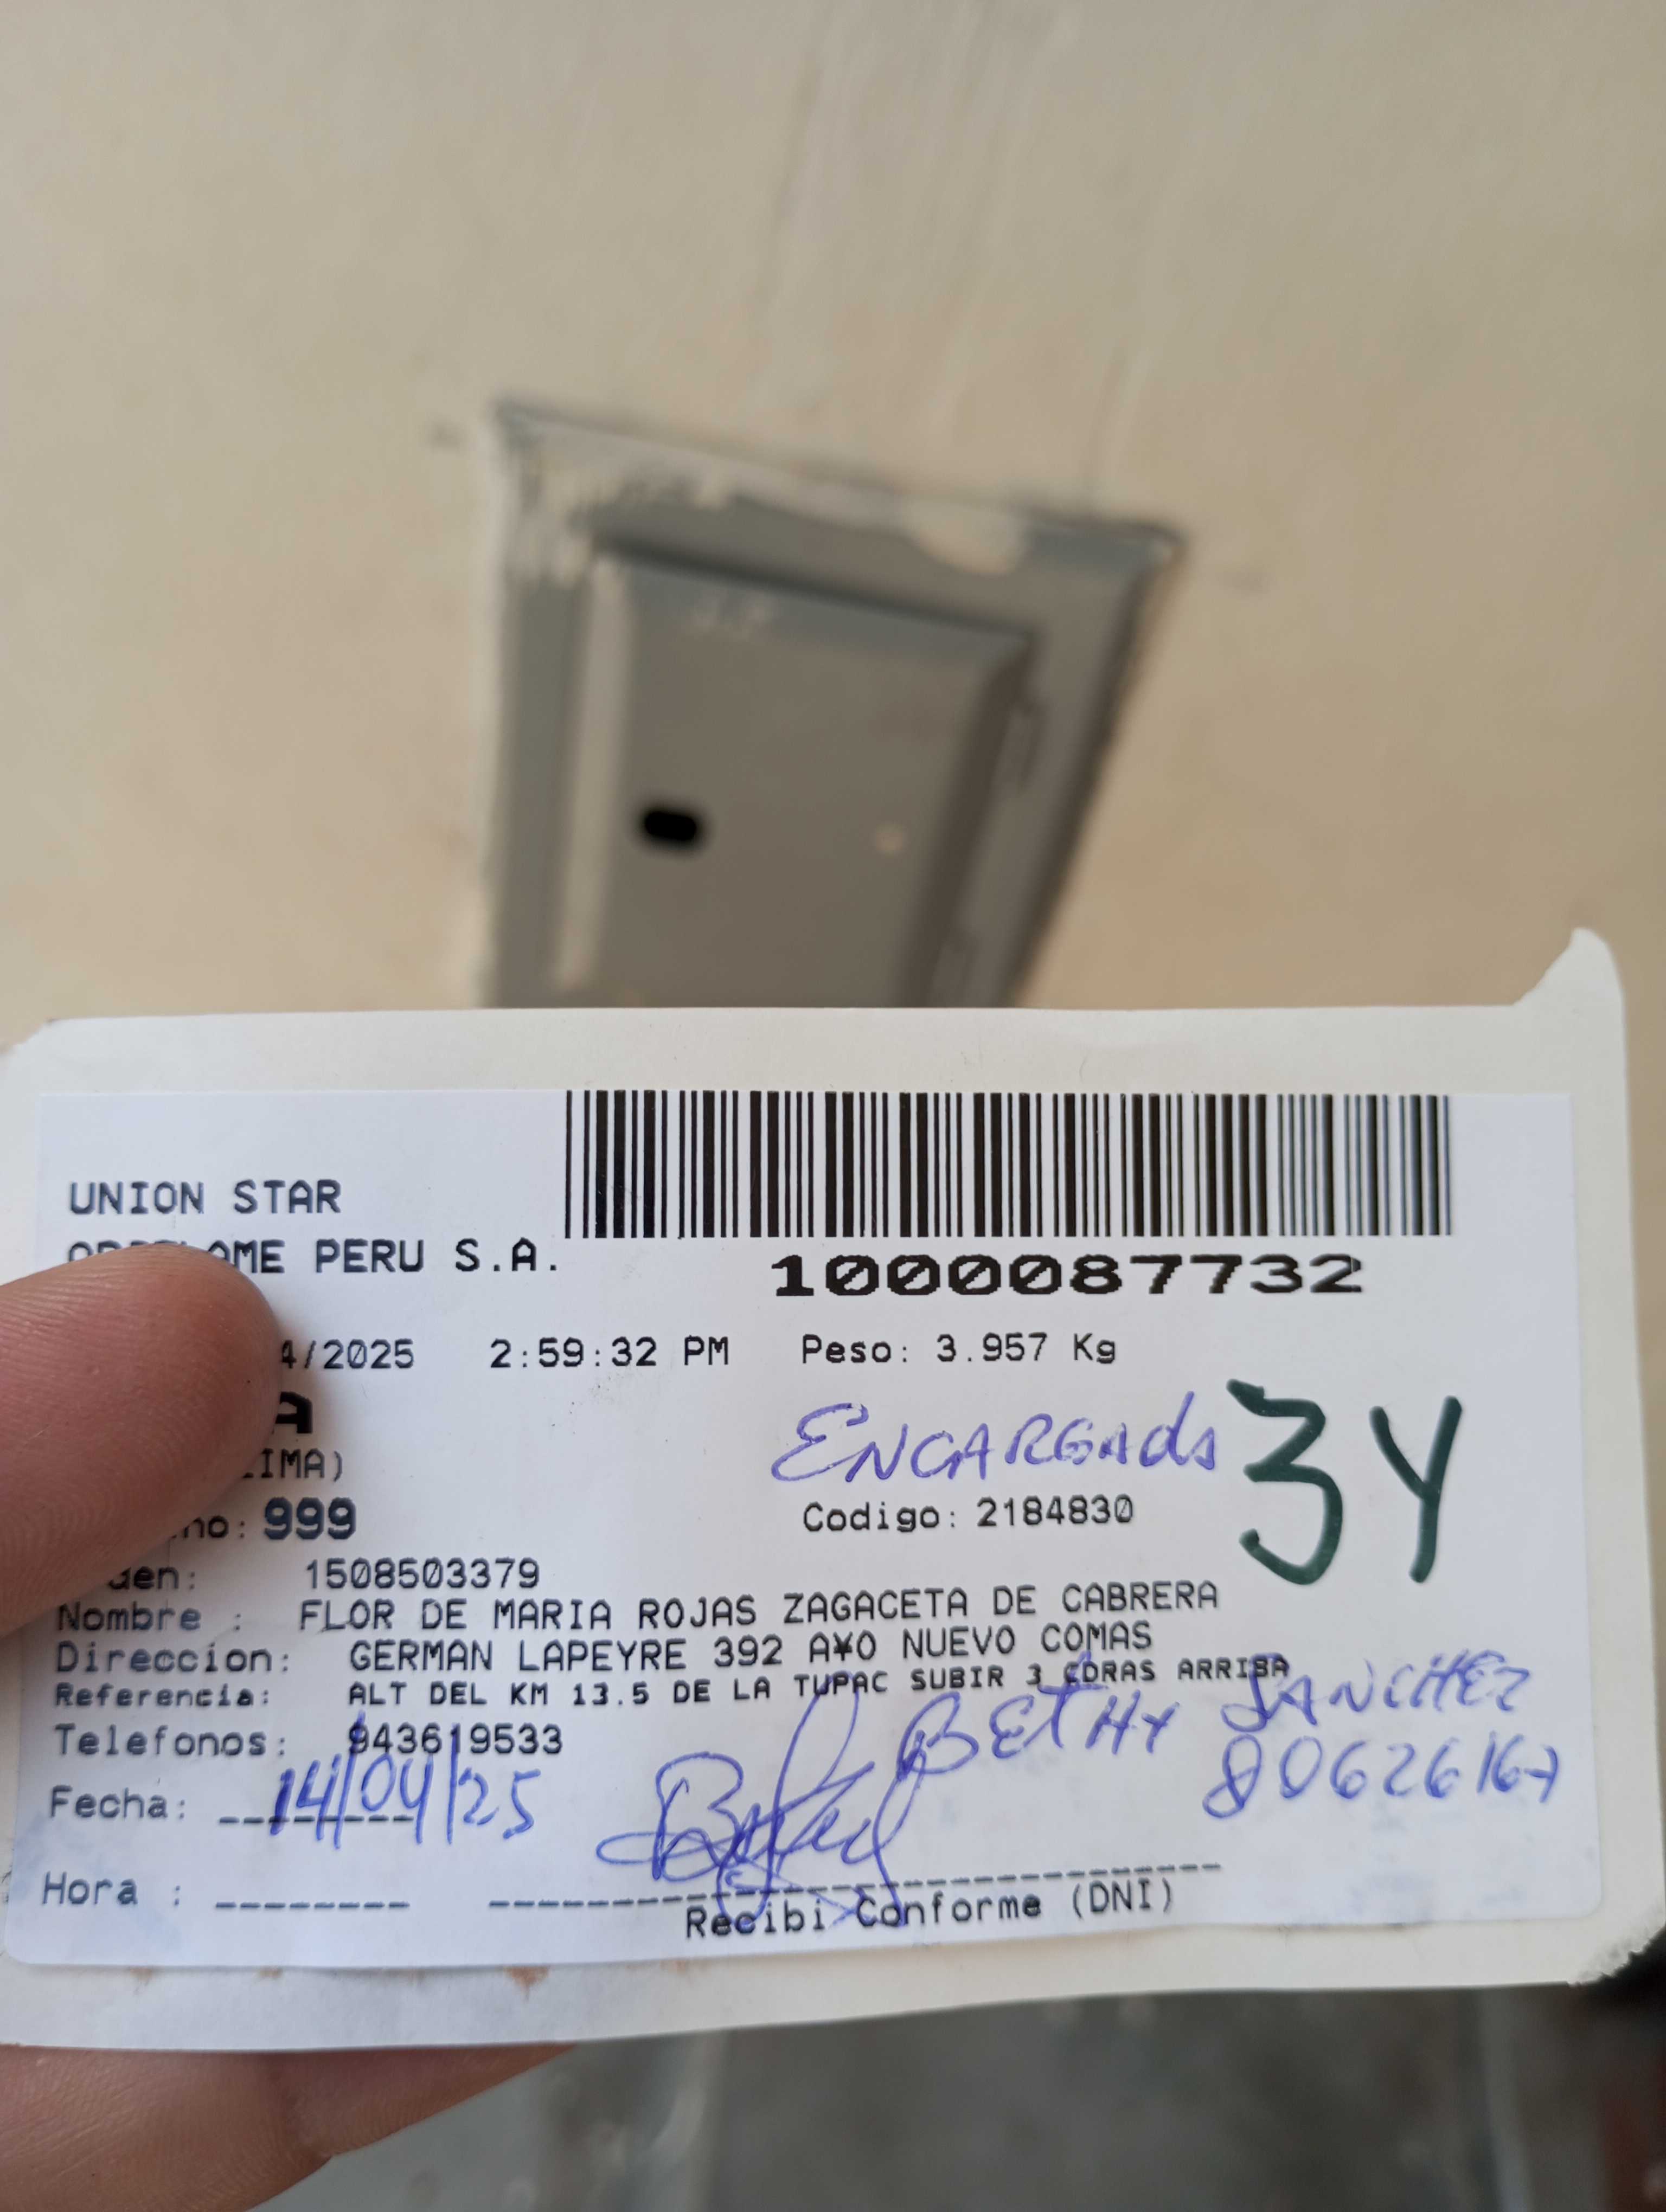 UNION STAR
PERU S.A.
1000087732
4/2025 2:59:32 PM Peso: 3.957 Kg
ENCARGADA 3Y
999 Codigo: 2184830
1508503379
Nombre : FLOR DE MARIA ROJAS ZAGACETA DE CABRERA
Direccion: GERMAN LAPEYRE 392 A¥O NUEVO COMAS
Referencia: ALT DEL KM 13.5 DE LA TUPAC SUBIR 3 CDRAS ARRIBA
Telefonos: 943619533 BETHY SANCHEZ
80626167
Fecha: 14/04/25
Hora :
Recibi Conforme (DNI)